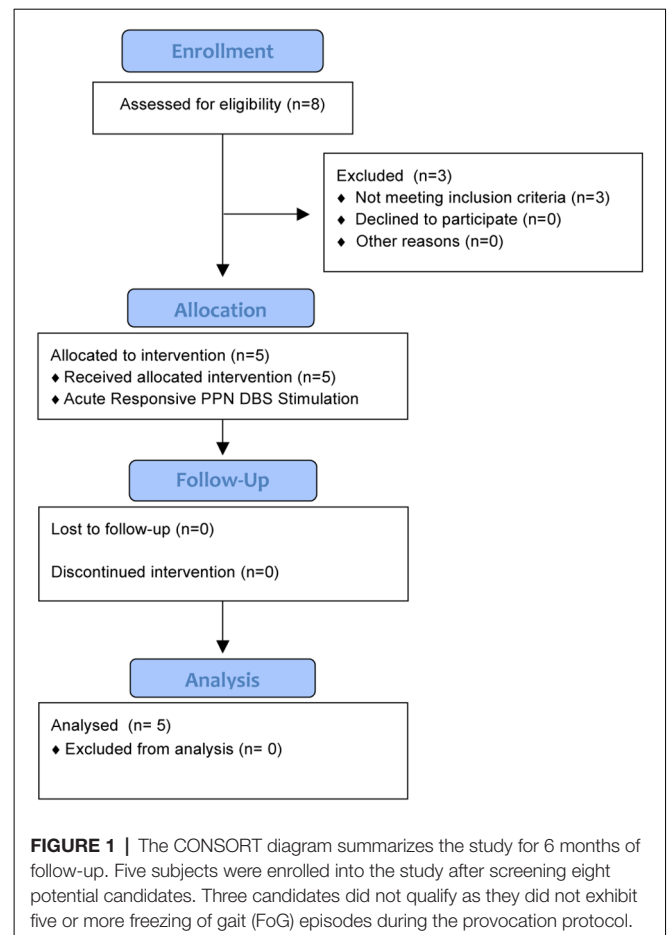 Enrollment
Assessed for eligibility (n=8)
Excluded (n=3)
♦ Not meeting inclusion criteria (n=3)
♦ Declined to participate (n=0)
♦ Other reasons (n=0)
Allocation
Allocated to intervention (n=5)
♦ Received allocated intervention (n=5)
♦ Acute Responsive PPN DBS Stimulation
Follow-Up
Lost to follow-up (n=0)
Discontinued intervention (n=0)
Analysis
Analysed (n= 5)
♦ Excluded from analysis (n= 0)
FIGURE 1 | The CONSORT diagram summarizes the study for 6 months of
follow-up. Five subjects were enrolled into the study after screening eight
potential candidates. Three candidates did not qualify as they did not exhibit
five or more freezing of gait (FoG) episodes during the provocation protocol.